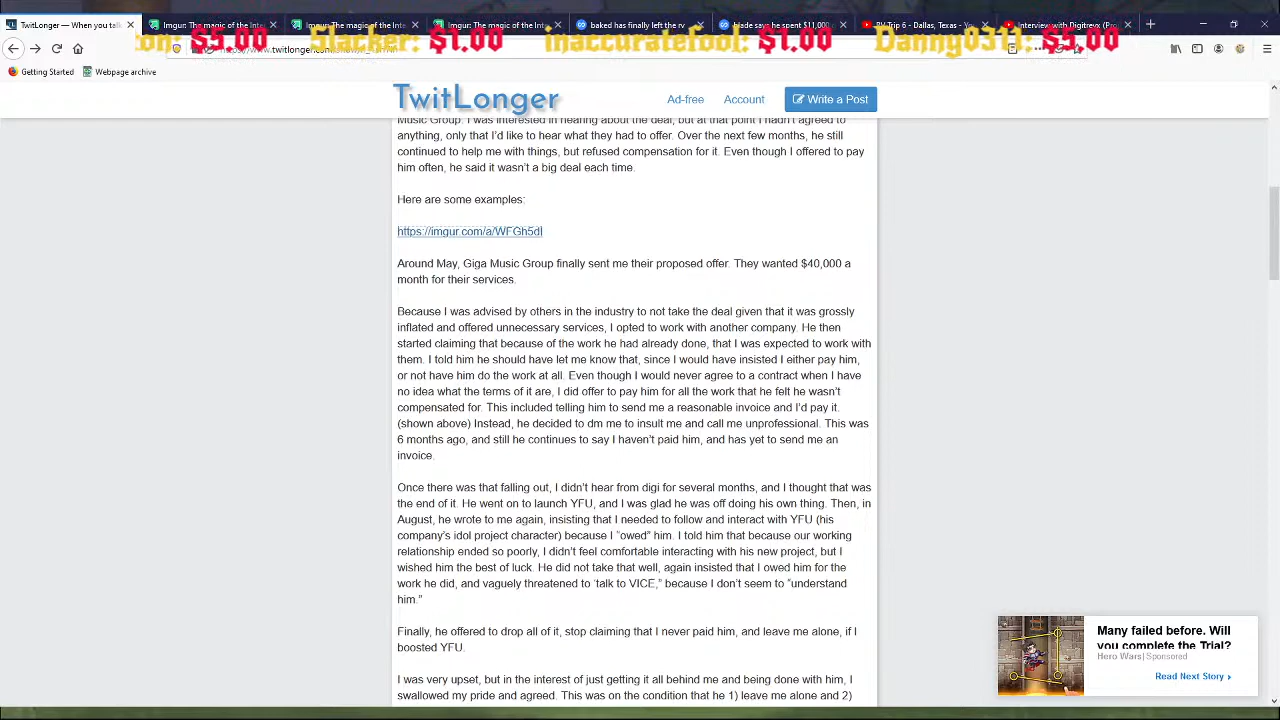 TwitLonger — When you talk
Imgur: The magic of the Inte
Imgur: The magic of the Inte
Imgur: The magic of the Inte
baked has finally left the rv
blade said he spent $11,000
RV Trip - Dallas, Texas - You
Interview with Digitrevx (Pro
$5.00 Slacker: $1.00 inaccuratefool: $1.00 Danny0311: $5.00
Getting Started
Webpage archive
TwitLonger
Ad-free
Account
Write a Post
Music Group. I was interested in hearing about the deal, but at that point I hadn't agreed to
anything, only that I'd like to hear what they had to offer. Over the next few months, he still
continued to help me with things, but refused compensation for it. Even though I offered to pay
him often, he said it wasn't a big deal each time.
Here are some examples:
https://imgur.com/a/WFGh5dI
Around May, Giga Music Group finally sent me their proposed offer. They wanted $40,000 a
month for their services.
Because I was advised by others in the industry to not take the deal given that it was grossly
inflated and offered unnecessary services, I opted to work with another company. He then
started claiming that because of the work he had already done, that I was expected to work with
them. I told him he should have let me know that, since I would have insisted I either pay him,
or not have him do the work at all. Even though I would never agree to a contract when I have
no idea what the terms of it are, I did offer to pay him for all the work that he felt he wasn't
compensated for. This included telling him to send me a reasonable invoice and I'd pay it.
(shown above) Instead, he decided to dm me to insult me and call me unprofessional. This was
6 months ago, and still he continues to say I haven't paid him, and has yet to send me an
invoice.
Once there was that falling out, I didn't hear from digi for several months, and I thought that was
the end of it. He went on to launch YFU, and I was glad he was off doing his own thing. Then, in
August, he wrote to me again, insisting that I needed to follow and interact with YFU (his
company's idol project character) because I "owed" him. I told him that because our working
relationship ended so poorly, I didn't feel comfortable interacting with his new project, but I
wished him the best of luck. He did not take that well, again insisted that I owed him for the
work he did, and vaguely threatened to 'talk to VICE," because I don't seem to "understand
him."
Finally, he offered to drop all of it, stop claiming that I never paid him, and leave me alone, if I
boosted YFU.
I was very upset, but in the interest of just getting it all behind me and being done with him, I
swallowed my pride and agreed. This was on the condition that he 1) leave me alone and 2)
Many failed before. Will
you complete the Trial?
Hero Wars | Sponsored
Read Next Story